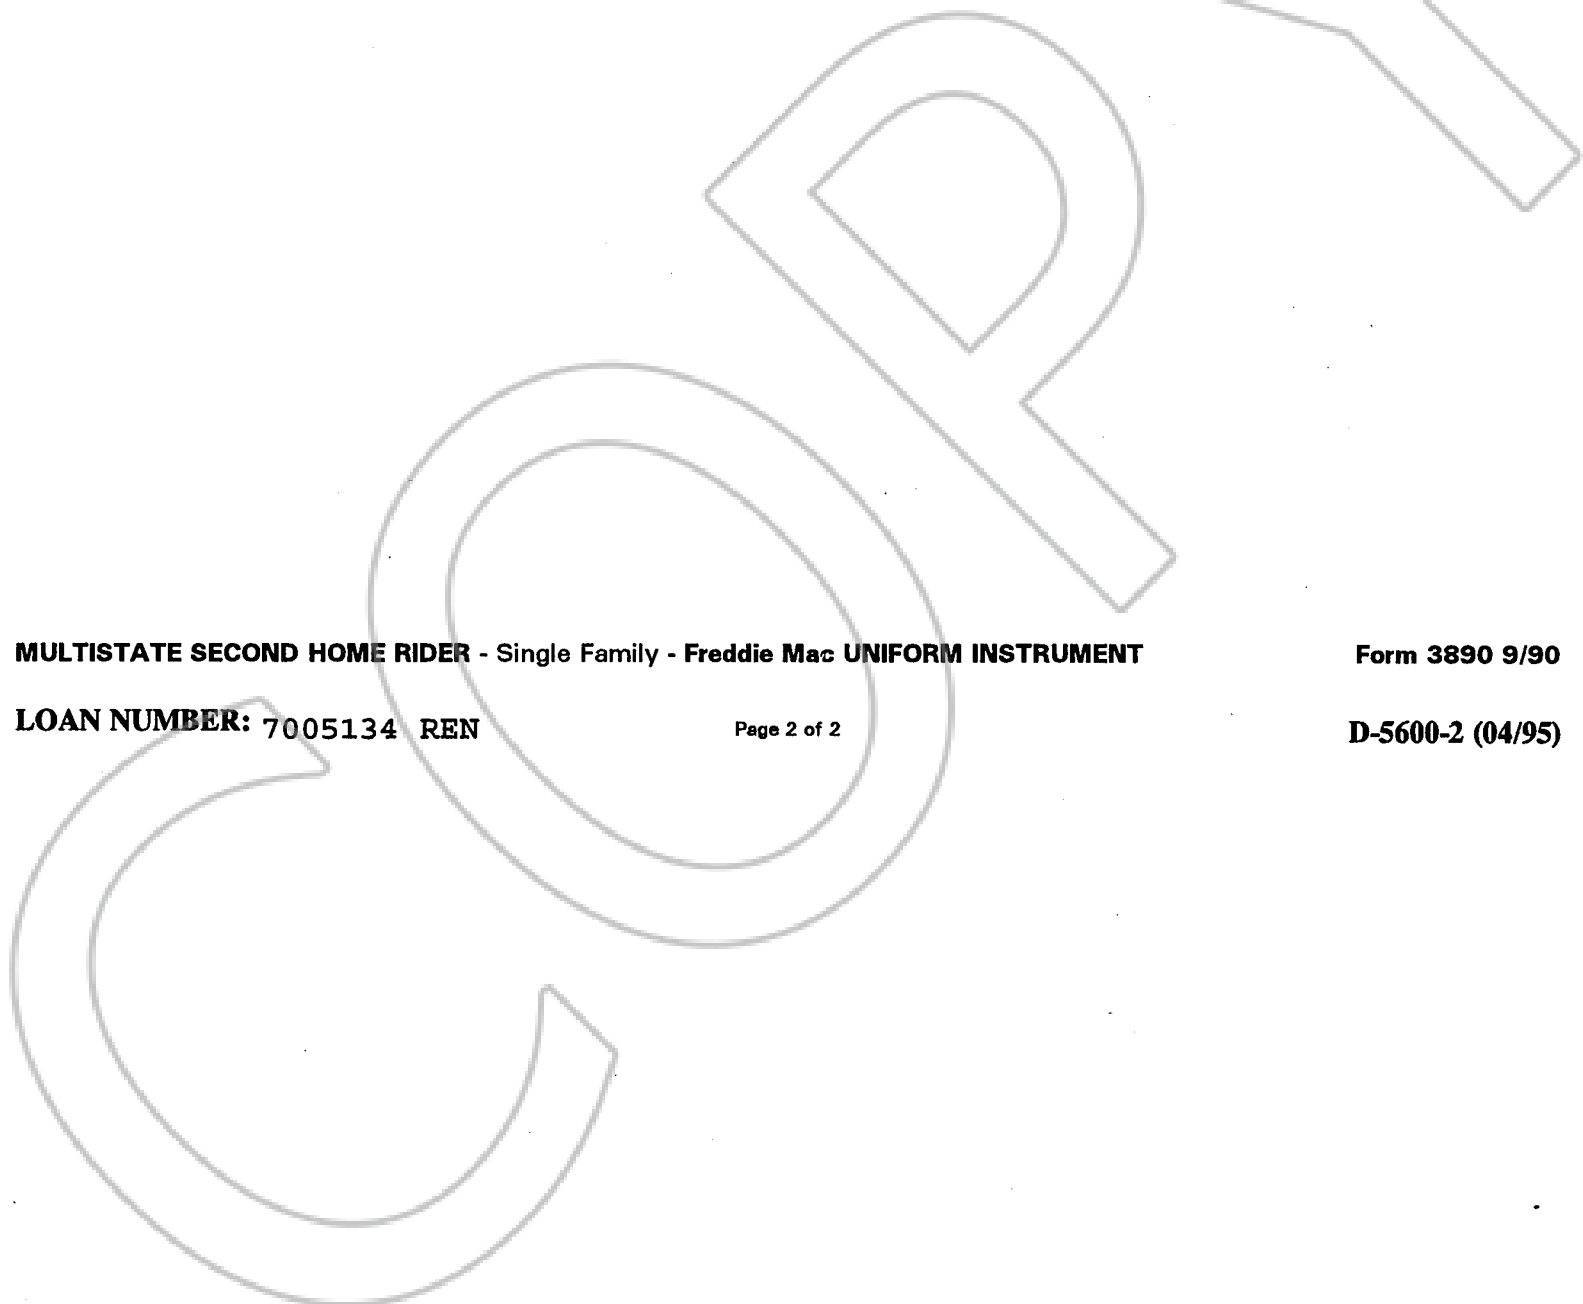 MULTISTATE SECOND HOME RIDER - Single Family - Freddie Mac UNIFORM INSTRUMENT Form 3890 9/90
LOAN NUMBER: 7005134 REN Page 2 of 2 D-5600-2 (04/95)
COPY